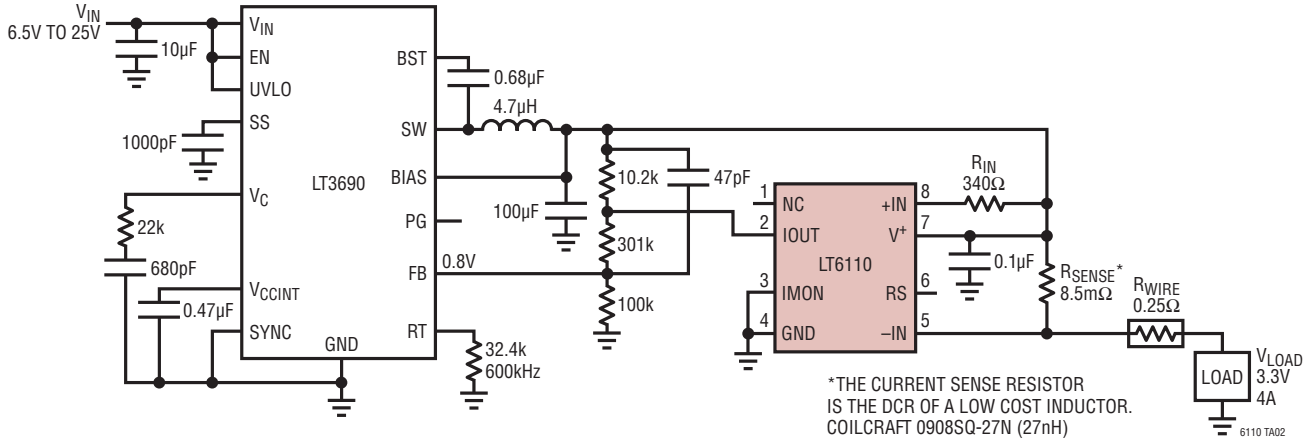 VIN
6.5V TO 25V
10µF
VIN
EN
UVLO
SS
1000pF
VC
22k
680pF
VCCINT
0.47µF
SYNC
GND
LT3690
BST
0.68µF
4.7µH
SW
BIAS
100µF
PG
FB
0.8V
RT
32.4k
600kHz
10.2k
47pF
301k
100k
1
NC
2
IOUT
3
IMON
4
GND
LT6110
8
+IN
7
V+
6
RS
5
–IN
RIN
340Ω
0.1µF
RSENSE*
8.5mΩ
RWIRE
0.25Ω
LOAD
VLOAD
3.3V
4A
*THE CURRENT SENSE RESISTOR
IS THE DCR OF A LOW COST INDUCTOR.
COILCRAFT 0908SQ-27N (27nH)
6110 TA02